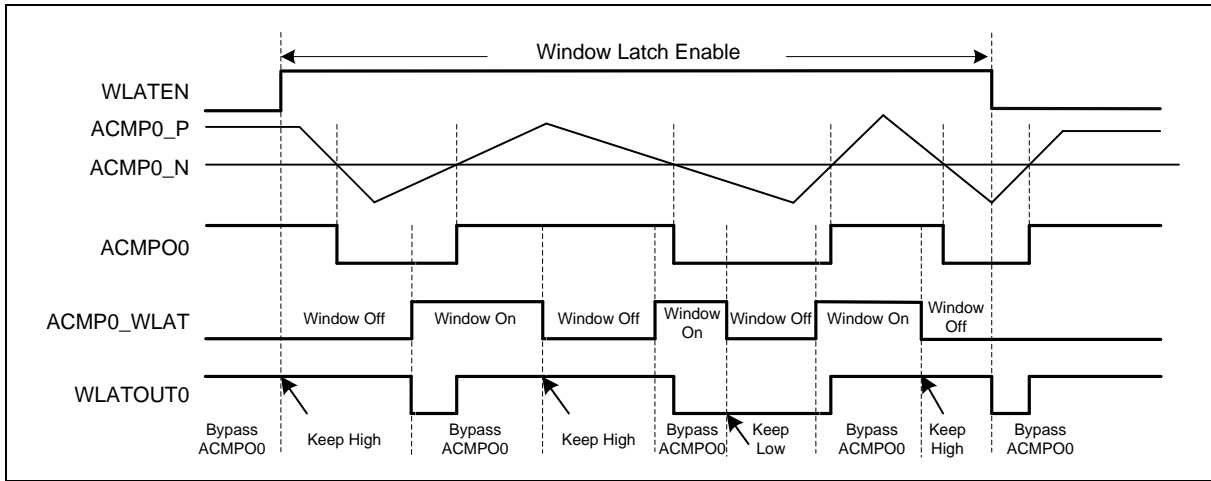 Window Latch Enable
WLATEN
ACMP0_P
ACMP0_N
ACMPO0
ACMP0_WLAT
Window Off
Window On
Window Off
Window
On
Window Off
Window On
Window
Off
WLATOUT0
Bypass
ACMPO0
Keep High
Bypass
ACMPO0
Keep High
Bypass
ACMPO0
Keep
Low
Bypass
ACMPO0
Keep
High
Bypass
ACMPO0